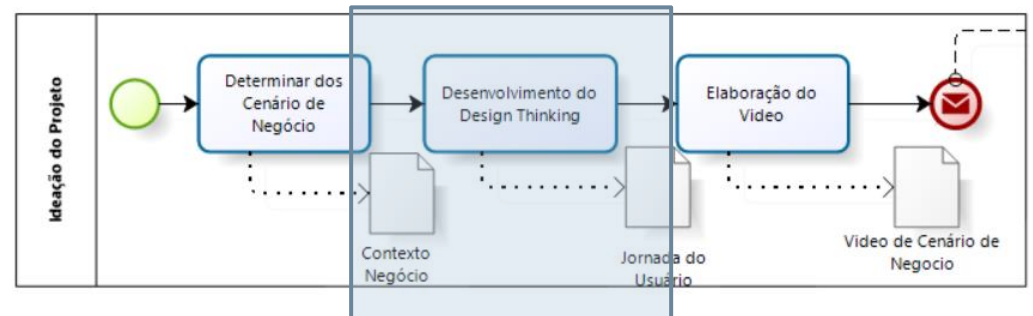 Ideação do Projeto
Determinar dos
Cenário de
Negócio
Desenvolvimento do
Design Thinking
Elaboração do
Video
Contexto
Negócio
Jornada do
Usuário
Video de Cenário de
Negocio